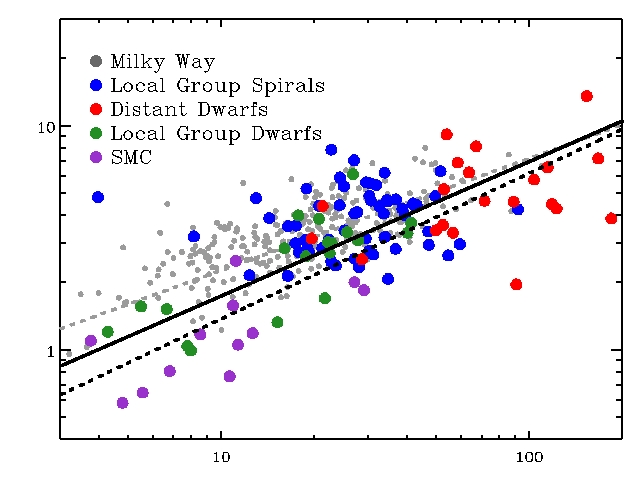 Milky Way
Local Group Spirals
Distant Dwarfs
Local Group Dwarfs
SMC
10
1
10
100